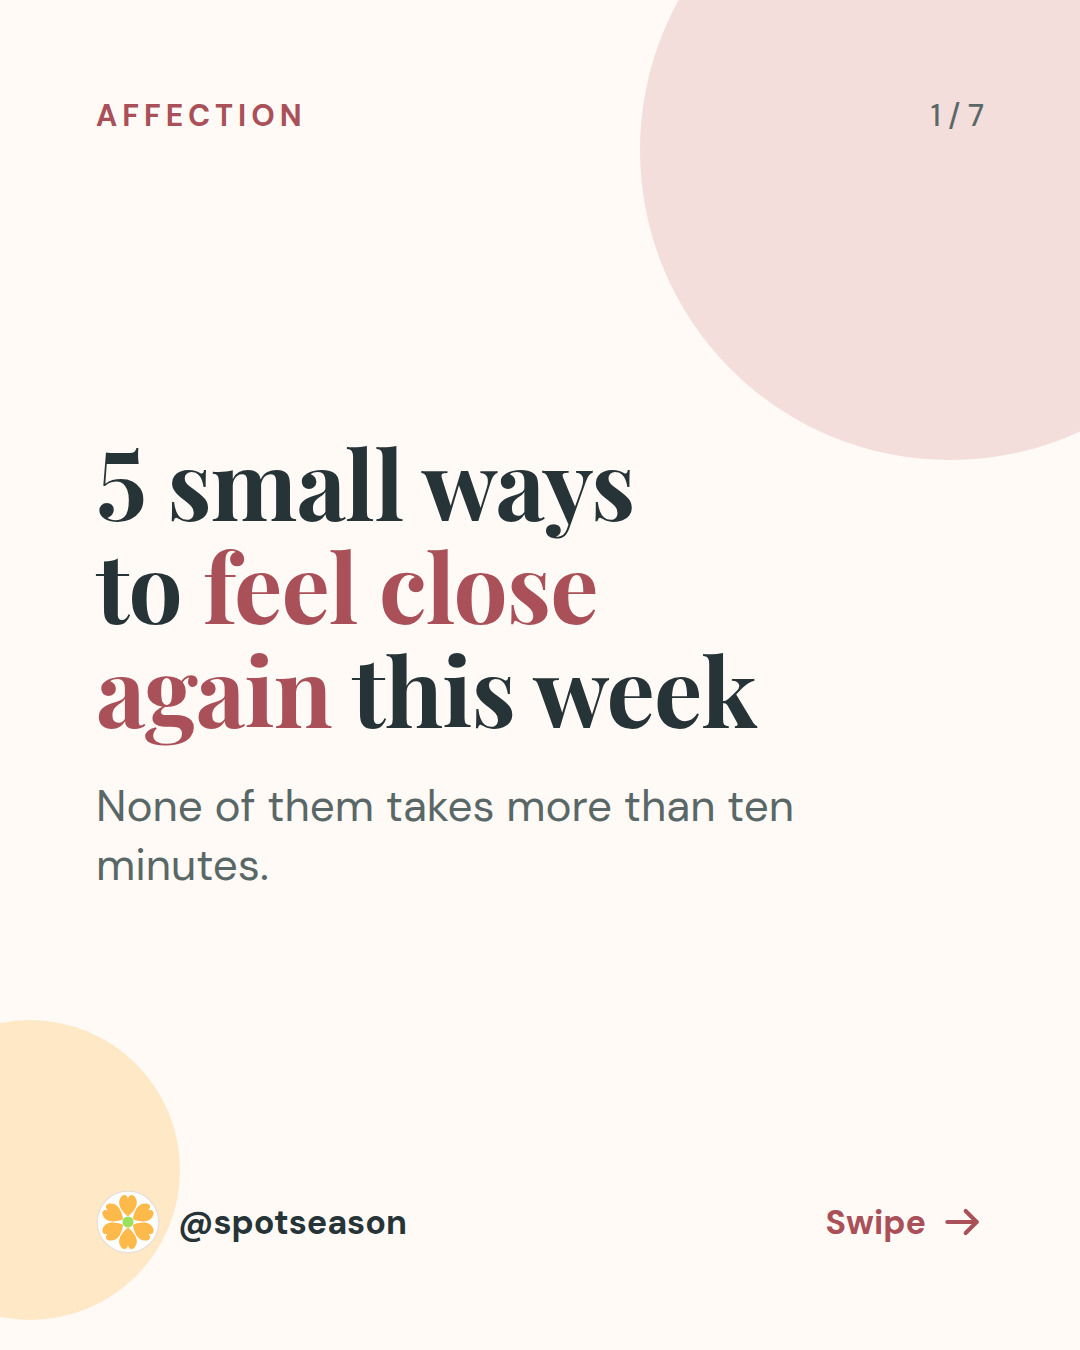 AFFECTION
1 / 7
5 small ways
to feel close
again this week
None of them takes more than ten
minutes.
@spotseason
Swipe →